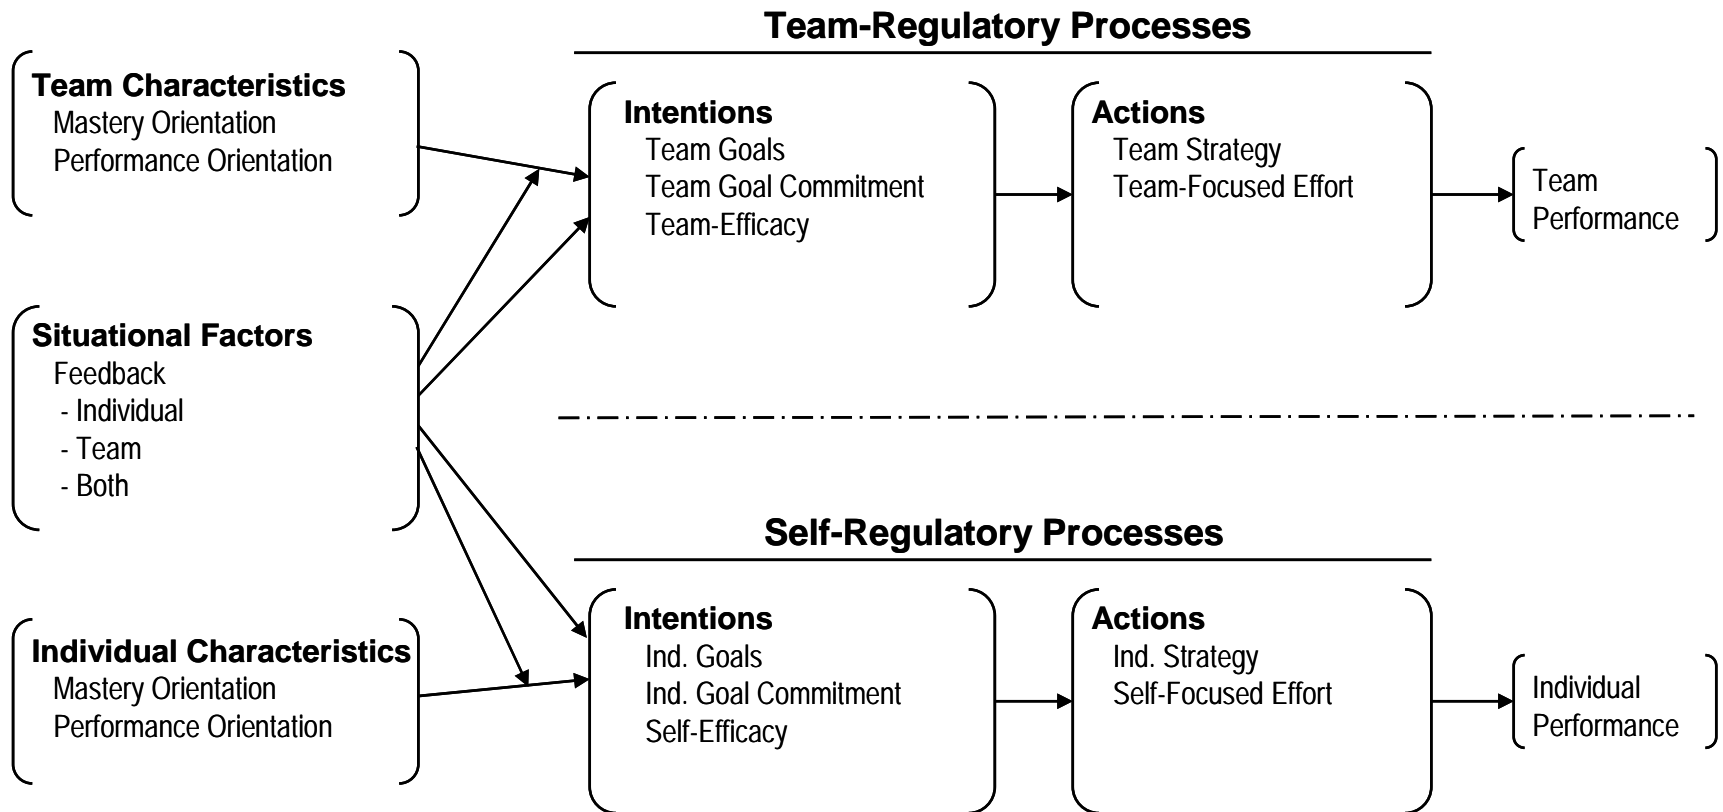 Team-Regulatory Processes
Team Characteristics
Mastery Orientation
Performance Orientation
Intentions
Team Goals
Team Goal Commitment
Team-Efficacy
Actions
Team Strategy
Team-Focused Effort
Team
Performance
Situational Factors
Feedback
- Individual
- Team
- Both
Self-Regulatory Processes
Individual Characteristics
Mastery Orientation
Performance Orientation
Intentions
Ind. Goals
Ind. Goal Commitment
Self-Efficacy
Actions
Ind. Strategy
Self-Focused Effort
Individual
Performance